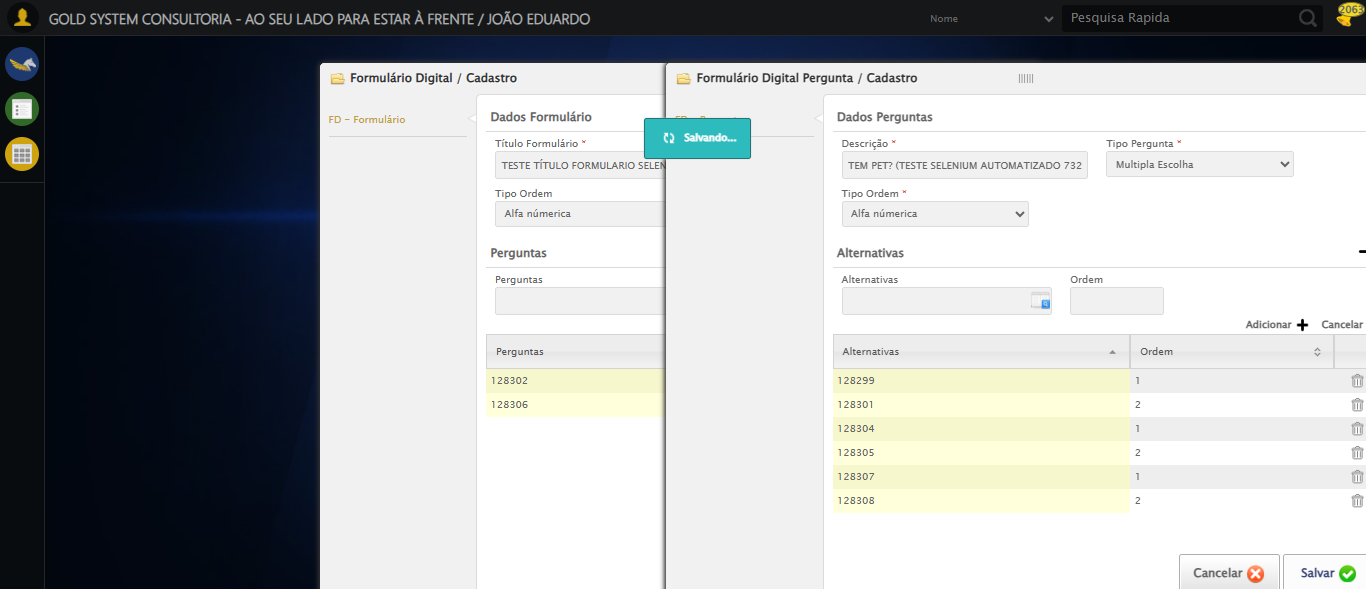 GOLD SYSTEM CONSULTORIA - AO SEU LADO PARA ESTAR À FRENTE / JOÃO EDUARDO
Nome
Pesquisa Rapida
2063
Formulário Digital / Cadastro
FD - Formulário
Dados Formulário
Título Formulário *
TESTE TÍTULO FORMULARIO SELEN
Tipo Ordem
Alfa númerica
Perguntas
Perguntas
Perguntas
128302
128306
Formulário Digital Pergunta / Cadastro
Salvando...
Dados Perguntas
Descrição *
Tipo Pergunta *
TEM PET? (TESTE SELENIUM AUTOMATIZADO 732
Multipla Escolha
Tipo Ordem *
Alfa númerica
Alternativas
Alternativas
Ordem
Adicionar
Cancelar
Alternativas
Ordem
128299 1
128301 2
128304 1
128305 2
128307 1
128308 2
Cancelar
Salvar